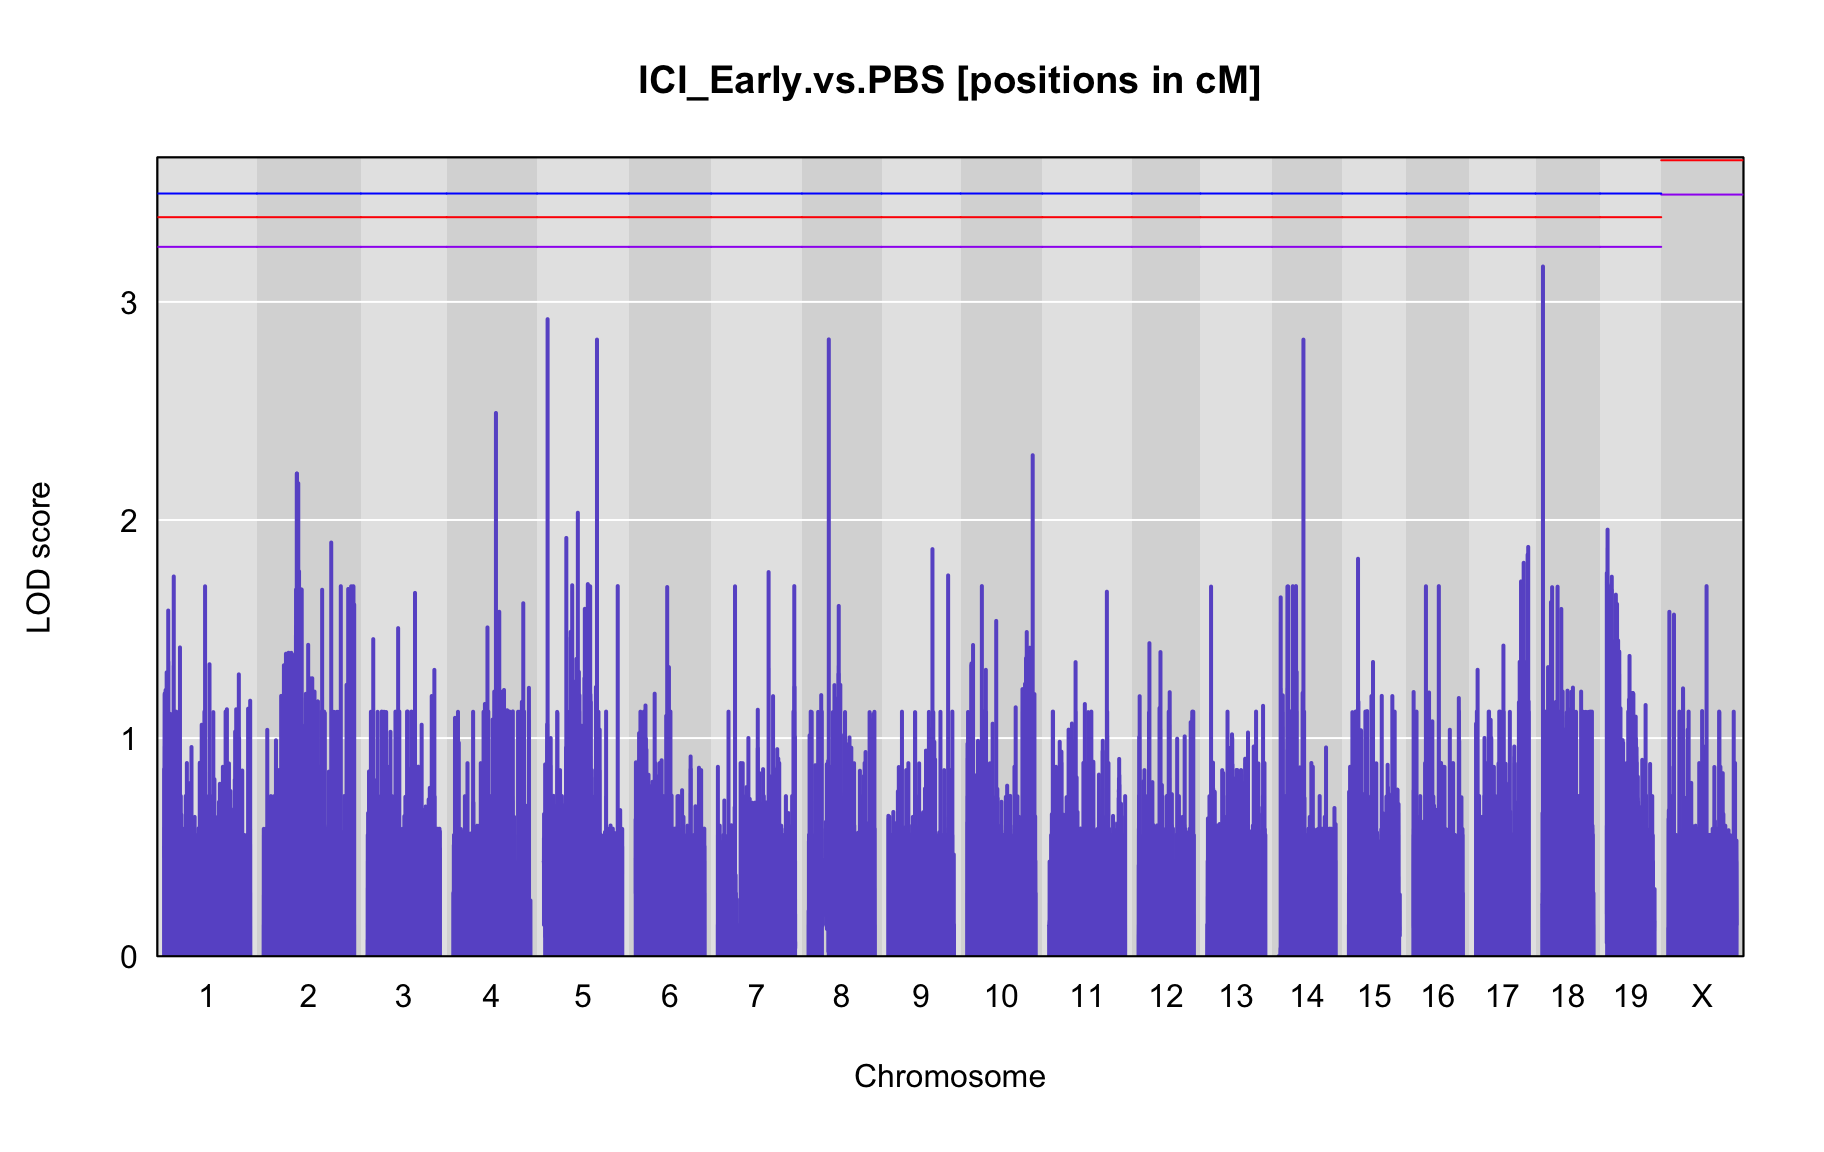 ICI_Early.vs.PBS [positions in cM]
LOD score
3
2
1
0
1 2 3 4 5 6 7 8 9 10 11 12 13 14 15 16 17 18 19 X
Chromosome